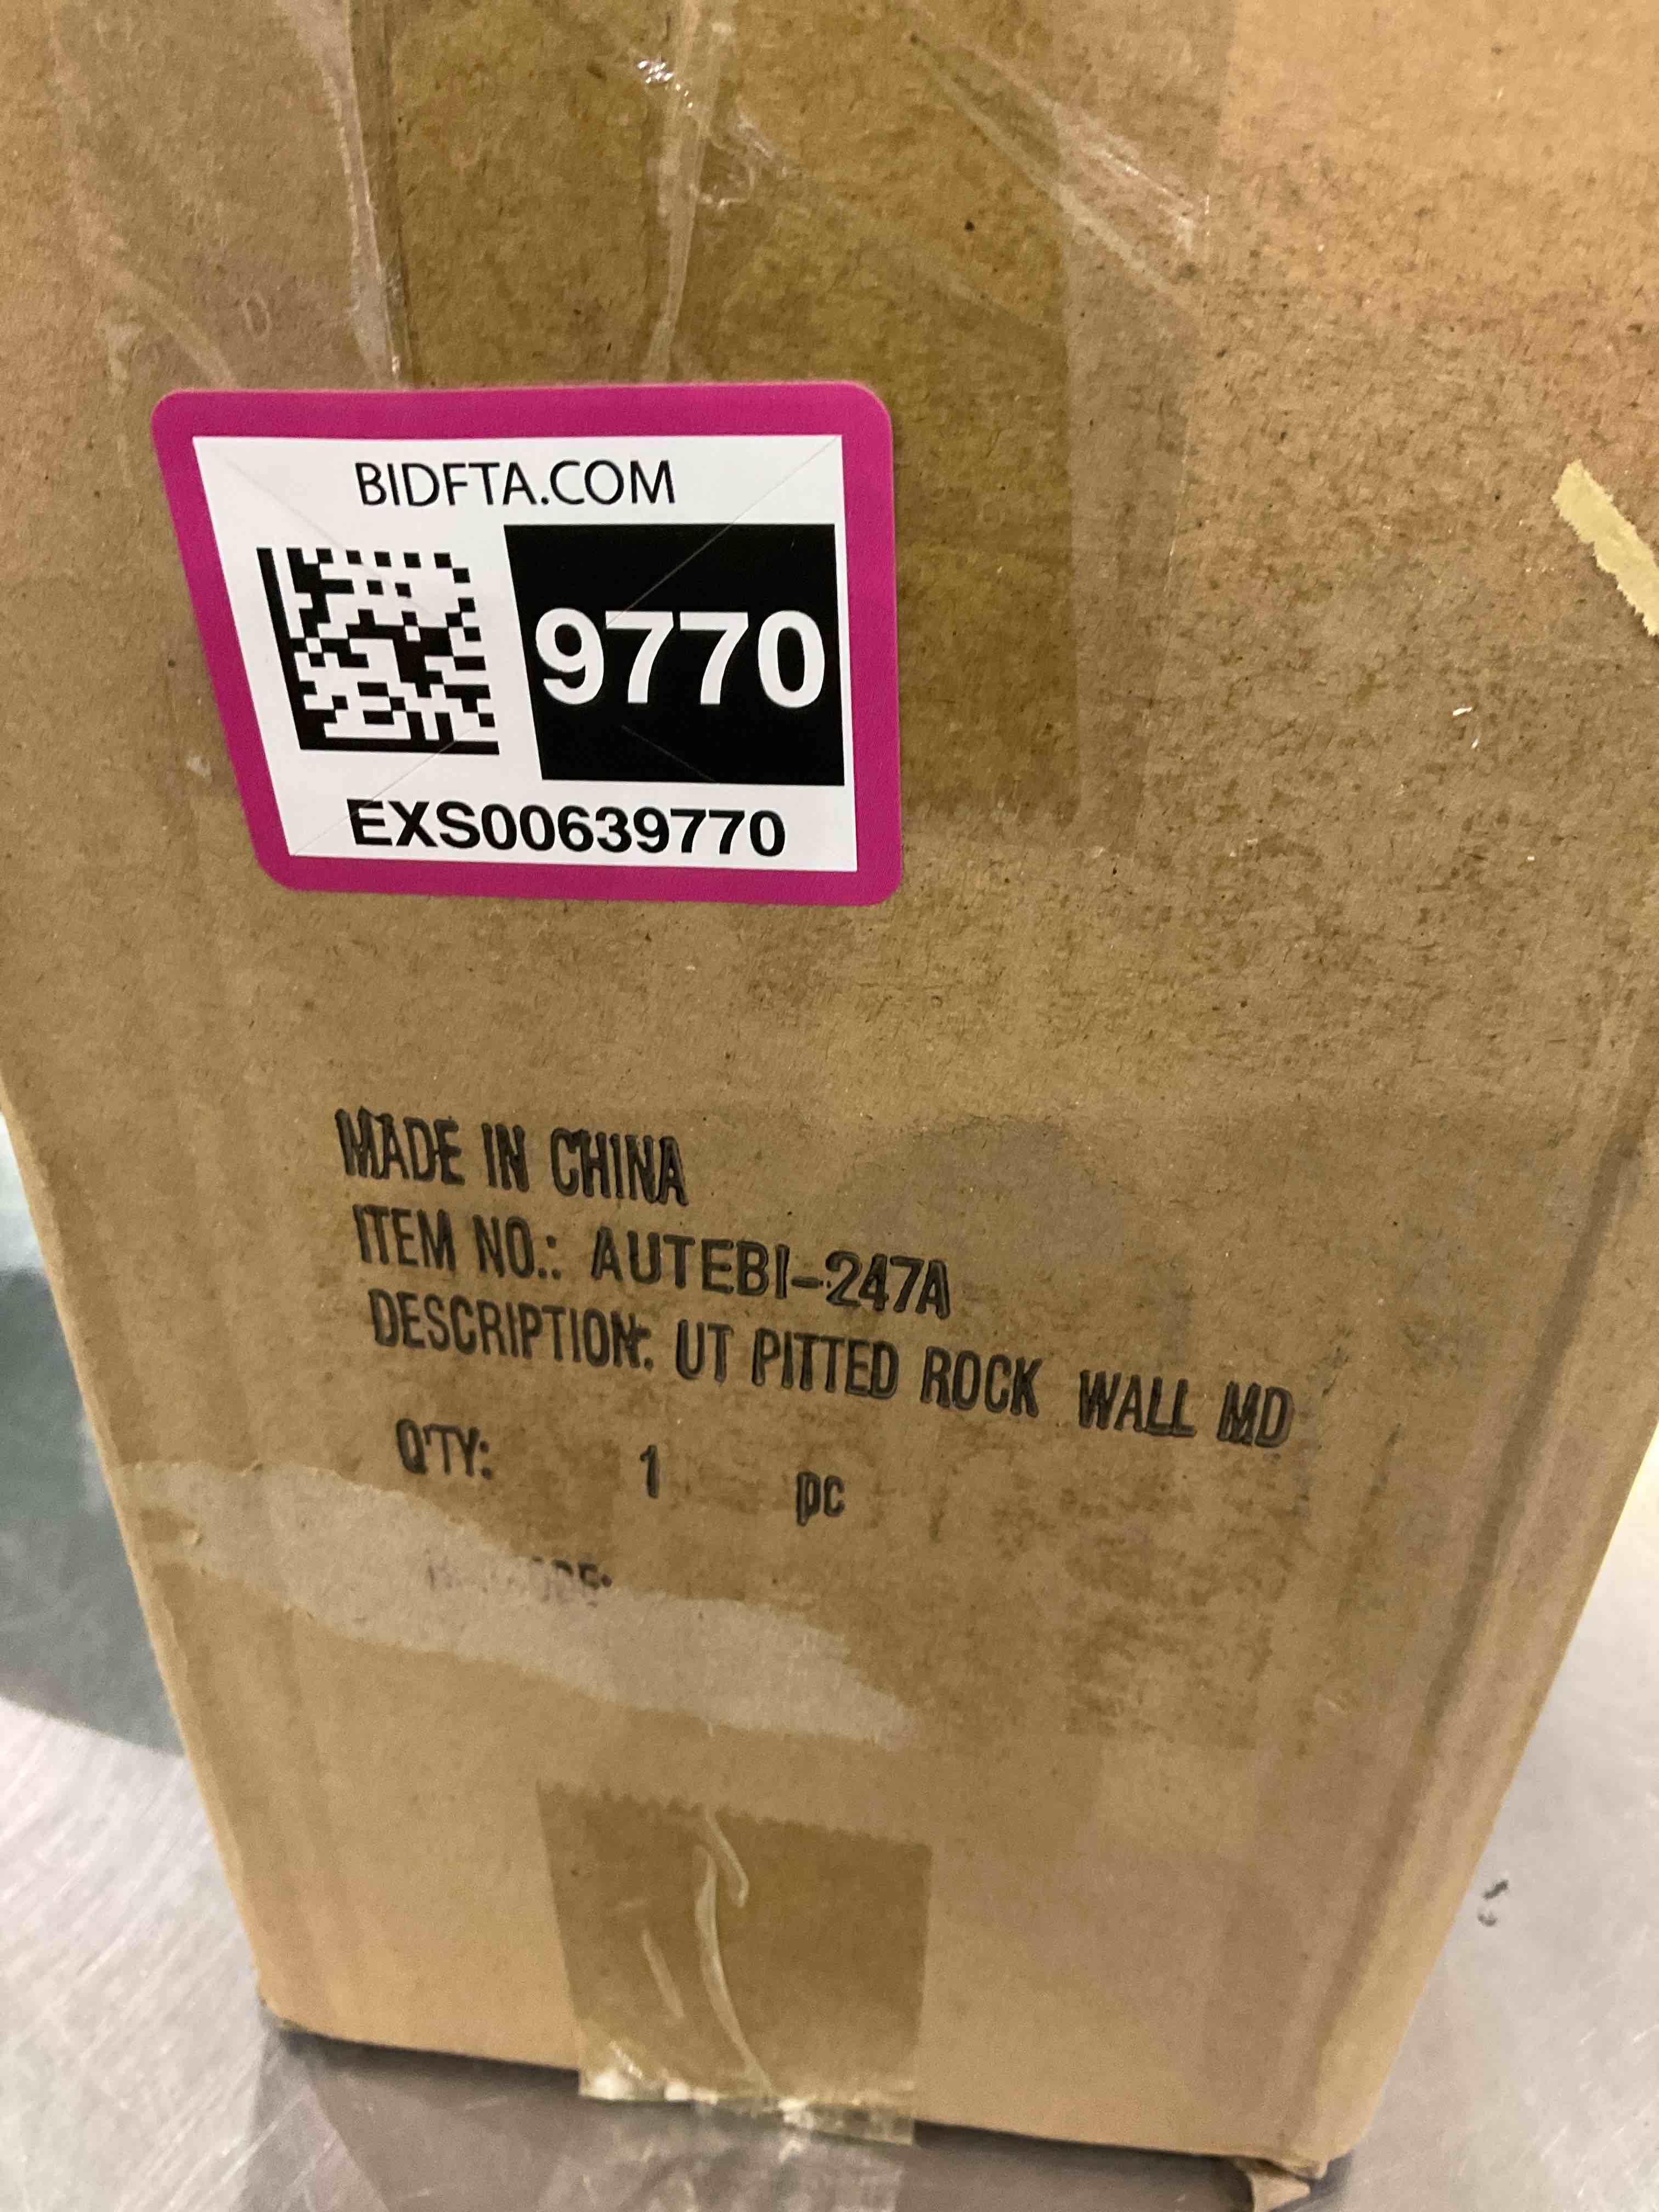 BIDFTA.COM
9770
EXS00639770
MADE IN CHINA
ITEM NO.: AUTEBI-247A
DESCRIPTION: UT PITTED ROCK WALL MD
Q'TY: 1 pc